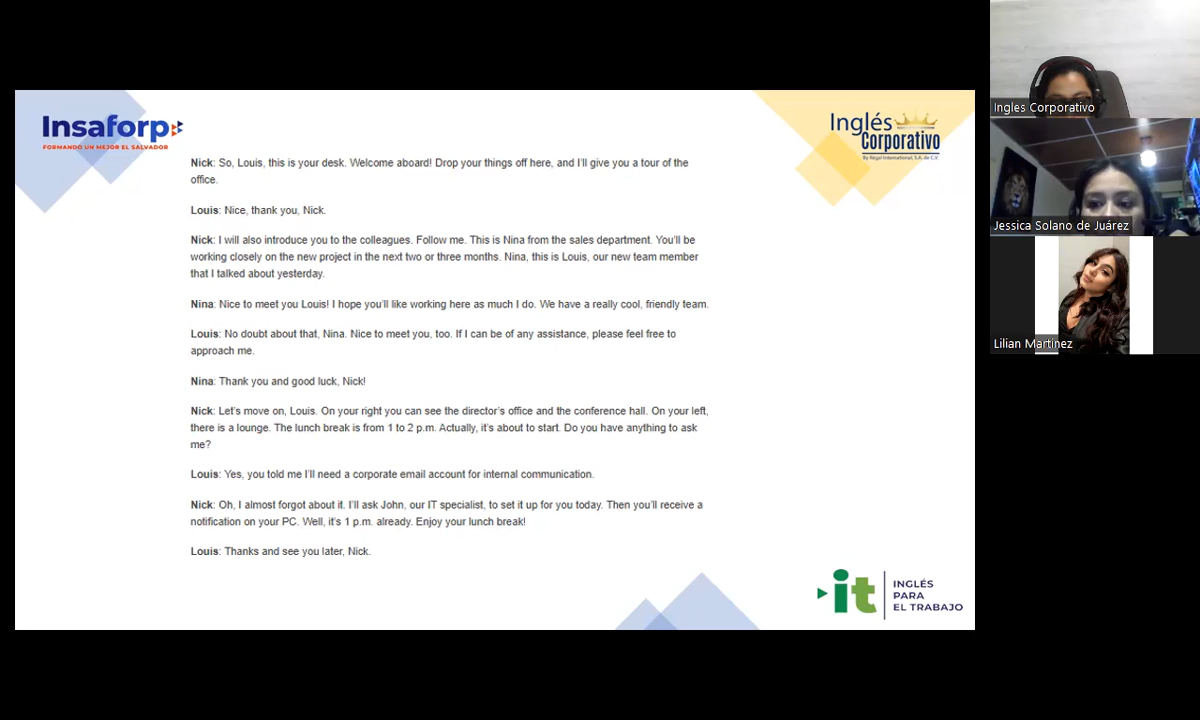 Insaforp
FORMANDO UN MEJOR EL SALVADOR
Inglés
Corporativo
By Regal International, S.A. de C.V.
Nick: So, Louis, this is your desk. Welcome aboard! Drop your things off here, and I'll give you a tour of the
office.
Louis: Nice, thank you, Nick.
Nick: I will also introduce you to the colleagues. Follow me. This is Nina from the sales department. You'll be
working closely on the new project in the next two or three months. Nina, this is Louis, our new team member
that I talked about yesterday.
Nina: Nice to meet you Louis! I hope you'll like working here as much I do. We have a really cool, friendly team.
Louis: No doubt about that, Nina. Nice to meet you, too. If I can be of any assistance, please feel free to
approach me.
Nina: Thank you and good luck, Nick!
Nick: Let's move on, Louis. On your right you can see the director's office and the conference hall. On your left,
there is a lounge. The lunch break is from 1 to 2 p.m. Actually, it's about to start. Do you have anything to ask
me?
Louis: Yes, you told me I'll need a corporate email account for internal communication.
Nick: Oh, I almost forgot about it. I'll ask John, our IT specialist, to set it up for you today. Then you'll receive a
notification on your PC. Well, it's 1 p.m. already. Enjoy your lunch break!
Louis: Thanks and see you later, Nick.
it
INGLÉS
PARA
EL TRABAJO
Ingles Corporativo
Jessica Solano de Juárez
Lilian Martinez